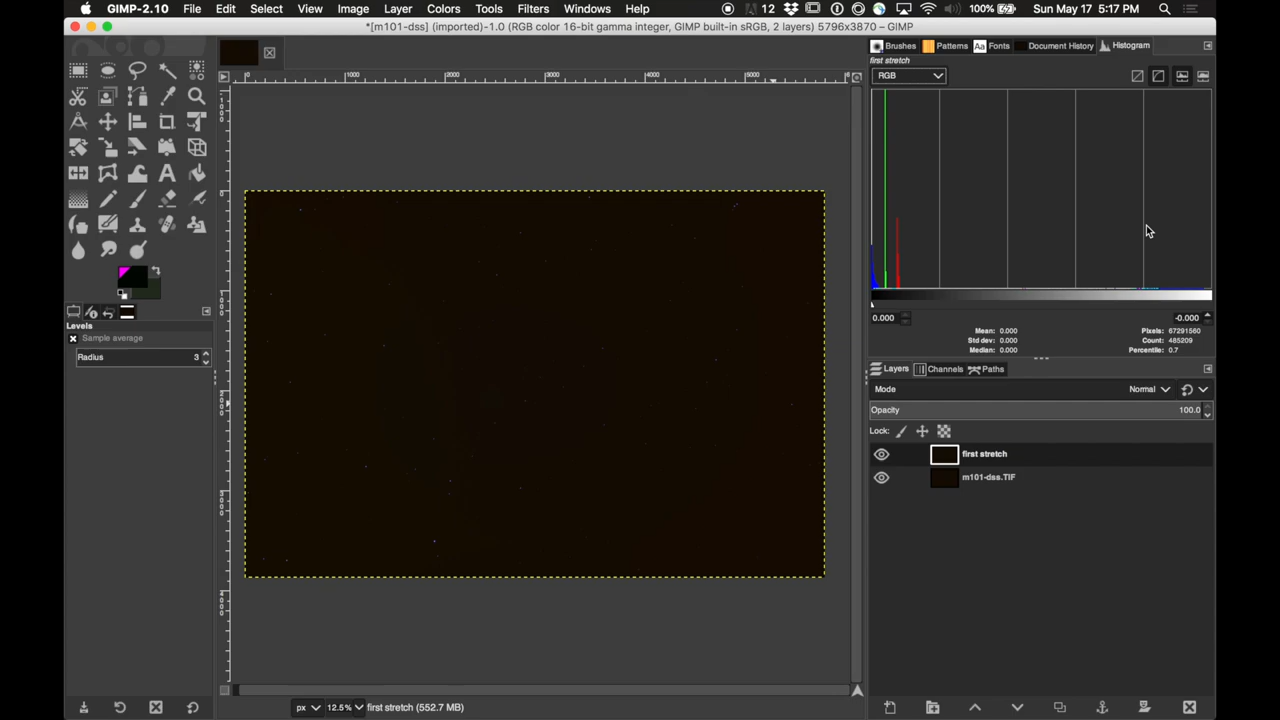 GIMP-2.10 File Edit Select View Image Layer Colors Tools Filters Windows Help 12 100% Sun May 17 5:17 PM
*[m101-dss] (imported)-1.0 (RGB color 16-bit gamma integer, GIMP built-in sRGB, 2 layers) 5796x3870 – GIMP
Brushes Patterns Aa Fonts Document History Histogram
first stretch
RGB
1000 2000 3000 4000 5000
0.000 -0.000
Mean: 0.000 Pixels: 67291560
Std dev: 0.000 Count: 485209
Median: 0.000 Percentile: 0.7
Levels
Sample average
Radius 3
Layers Channels Paths
Mode Normal
Opacity 100.0
Lock:
first stretch
m101-dss.TIF
px 12.5% first stretch (552.7 MB)